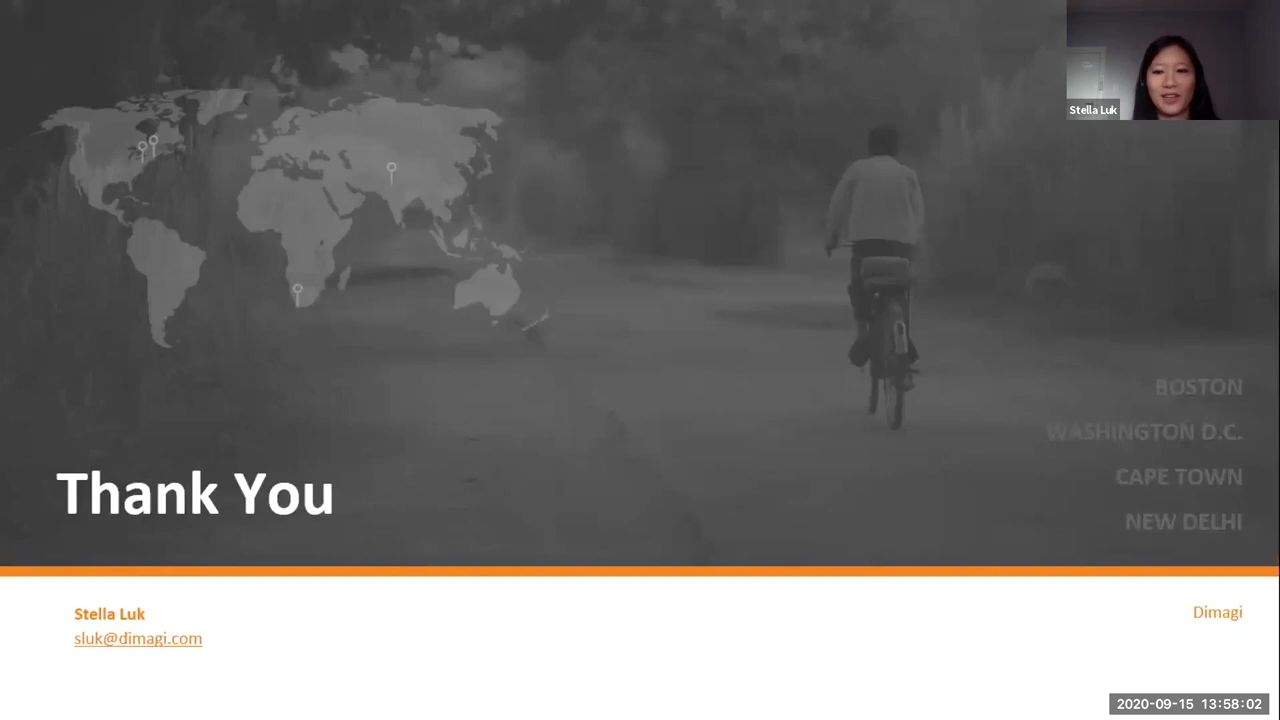 Stella Luk
BOSTON
WASHINGTON D.C.
CAPE TOWN
NEW DELHI
Thank You
Stella Luk
sluk@dimagi.com
Dimagi
2020-09-15 13:58:02